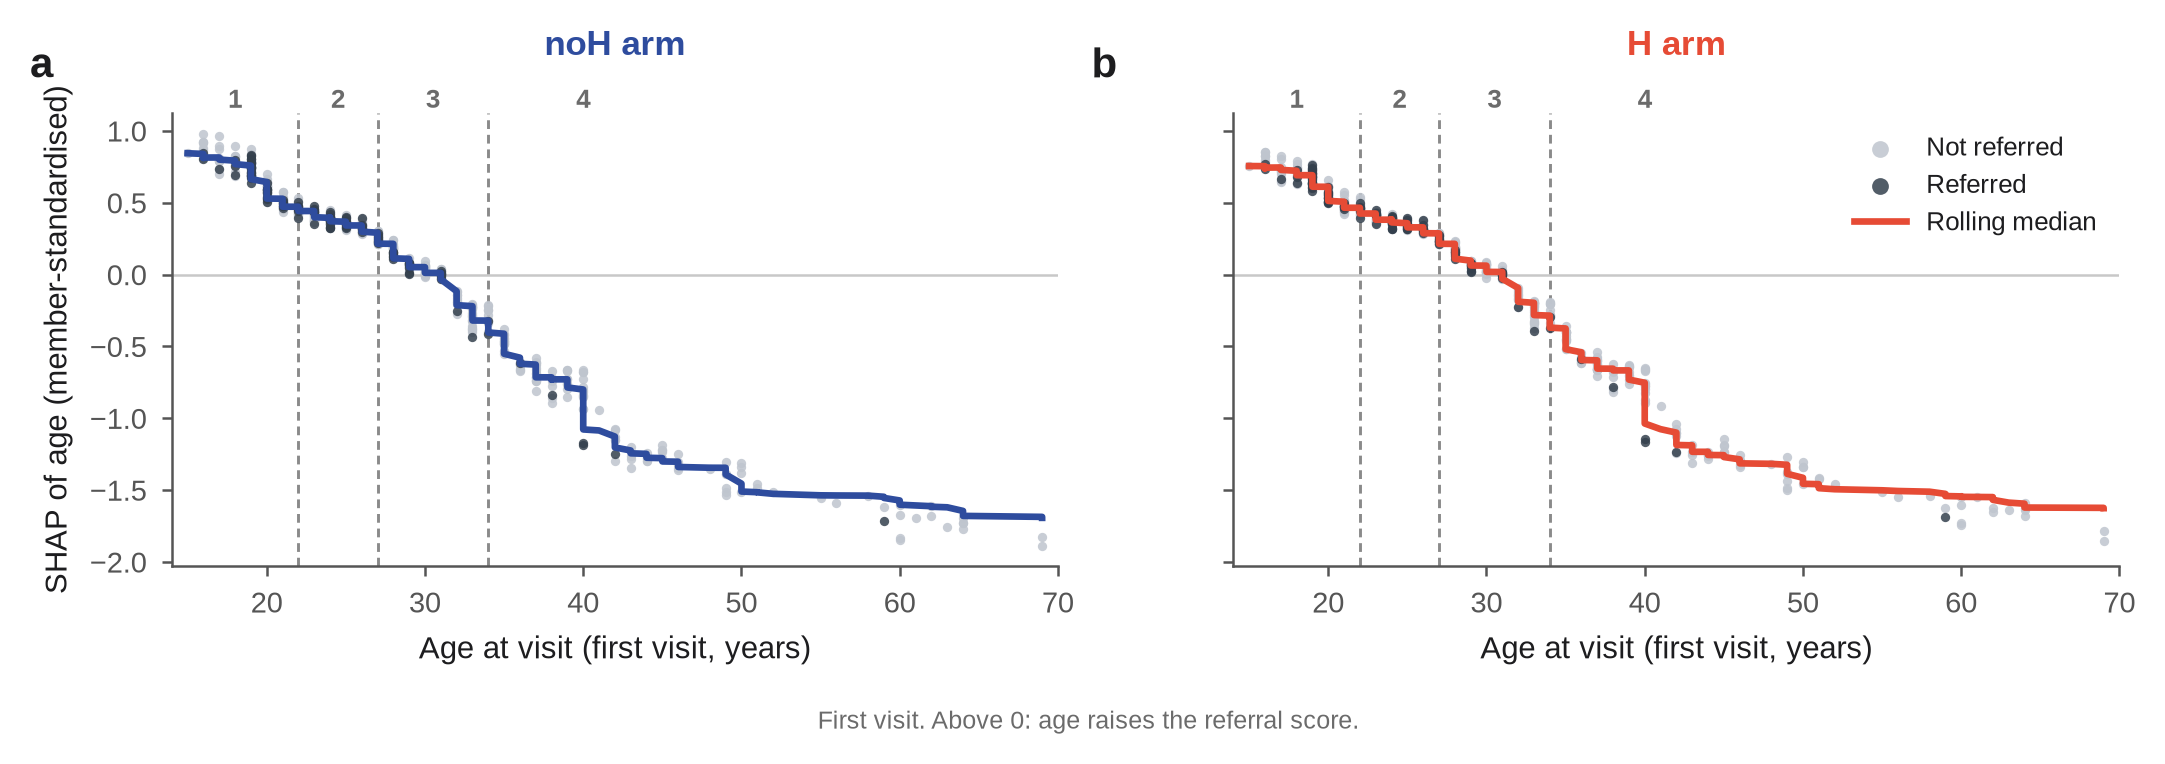 a
noH arm
1 2 3 4
SHAP of age (member-standardised)
1.0
0.5
0.0
−0.5
−1.0
−1.5
−2.0
20 30 40 50 60 70
Age at visit (first visit, years)
b
H arm
1 2 3 4
Not referred
Referred
Rolling median
20 30 40 50 60 70
Age at visit (first visit, years)
First visit. Above 0: age raises the referral score.